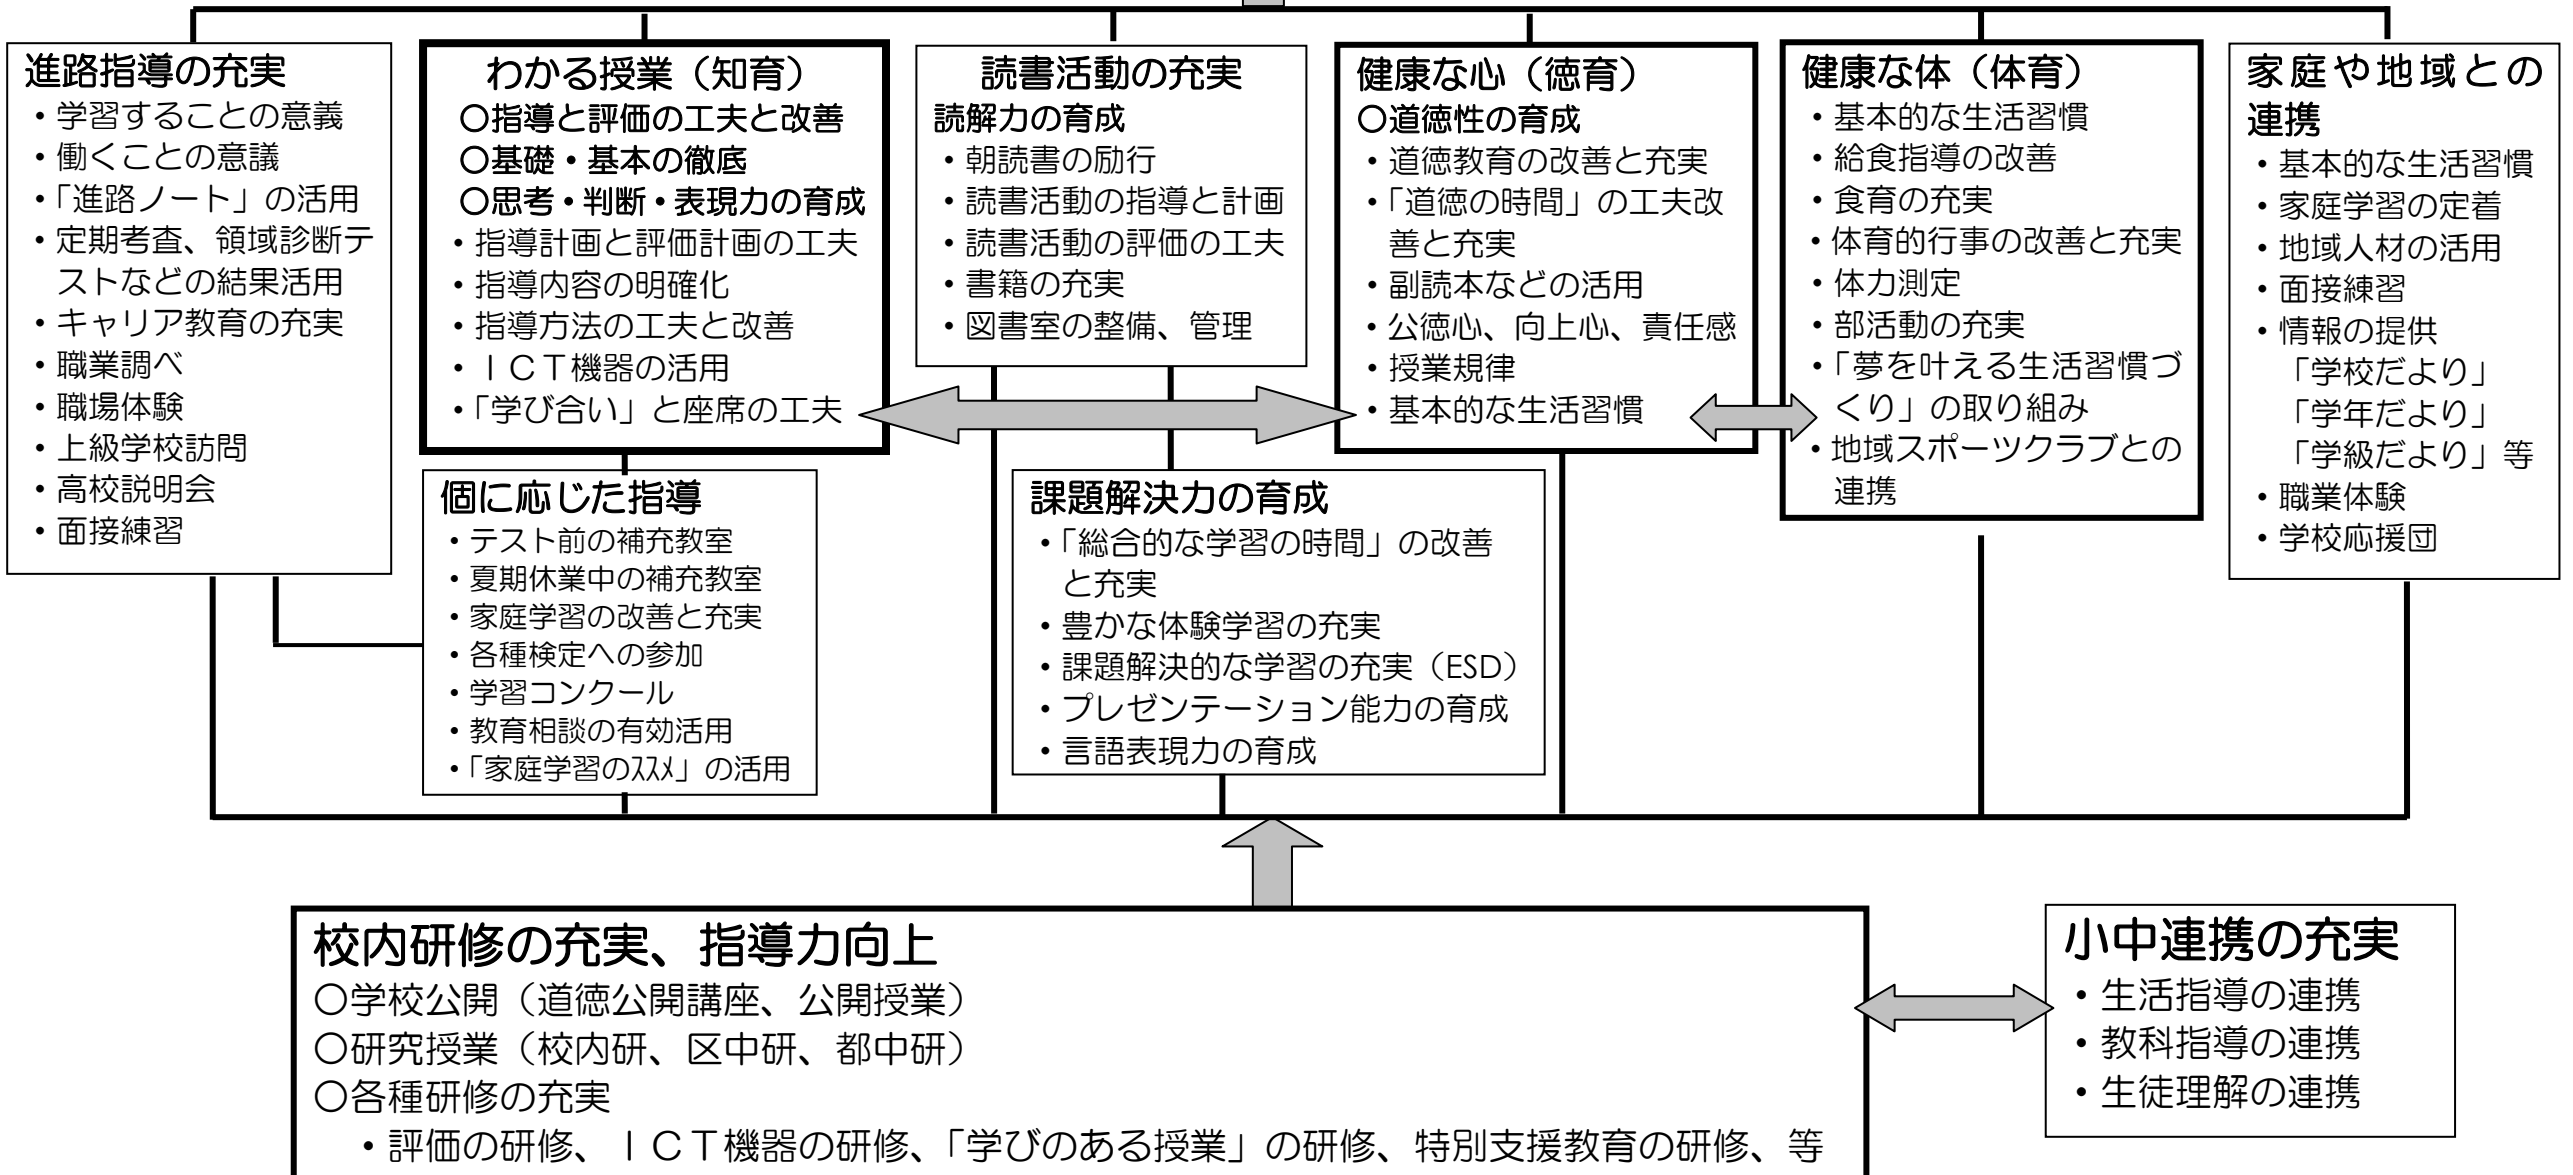 進路指導の充実
・学習することの意義
・働くことの意議
・「進路ノート」の活用
・定期考査、領域診断テ
ストなどの結果活用
・キャリア教育の充実
・職業調べ
・職場体験
・上級学校訪問
・高校説明会
・面接練習
わかる授業（知育）
○指導と評価の工夫と改善
○基礎・基本の徹底
○思考・判断・表現力の育成
・指導計画と評価計画の工夫
・指導内容の明確化
・指導方法の工夫と改善
・ＩＣＴ機器の活用
・「学び合い」と座席の工夫
読書活動の充実
読解力の育成
・朝読書の励行
・読書活動の指導と計画
・読書活動の評価の工夫
・書籍の充実
・図書室の整備、管理
健康な心（徳育）
○道徳性の育成
・道徳教育の改善と充実
・「道徳の時間」の工夫改
善と充実
・副読本などの活用
・公徳心、向上心、責任感
・授業規律
・基本的な生活習慣
健康な体（体育）
・基本的な生活習慣
・給食指導の改善
・食育の充実
・体育的行事の改善と充実
・体力測定
・部活動の充実
・「夢を叶える生活習慣づ
くり」の取り組み
・地域スポーツクラブとの
連携
家庭や地域との
連携
・基本的な生活習慣
・家庭学習の定着
・地域人材の活用
・面接練習
・情報の提供
「学校だより」
「学年だより」
「学級だより」等
・職業体験
・学校応援団
個に応じた指導
・テスト前の補充教室
・夏期休業中の補充教室
・家庭学習の改善と充実
・各種検定への参加
・学習コンクール
・教育相談の有効活用
・「家庭学習のｽｽﾒ」の活用
課題解決力の育成
・「総合的な学習の時間」の改善
と充実
・豊かな体験学習の充実
・課題解決的な学習の充実（ESD）
・プレゼンテーション能力の育成
・言語表現力の育成
校内研修の充実、指導力向上
○学校公開（道徳公開講座、公開授業）
○研究授業（校内研、区中研、都中研）
○各種研修の充実
・評価の研修、ＩＣＴ機器の研修、「学びのある授業」の研修、特別支援教育の研修、等
小中連携の充実
・生活指導の連携
・教科指導の連携
・生徒理解の連携